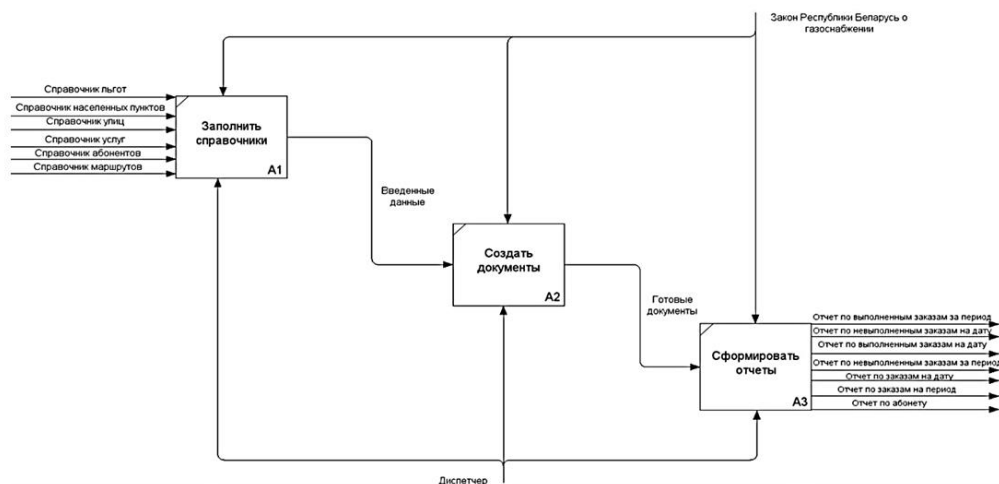 Закон Республики Беларусь о
газоснабжении
Справочник льгот
Справочник населенных пунктов
Справочник улиц
Справочник услуг
Справочник абонентов
Справочник маршрутов
Заполнить
справочники
A1
Введенные
данные
Создать
документы
A2
Готовые
документы
Сформировать
отчеты
A3
Отчет по выполненным заказам за период
Отчет по невыполненным заказам на дату
Отчет по выполненным заказам на дату
Отчет по невыполненным заказам за период
Отчет по заказам на дату
Отчет по заказам на период
Отчет по абонету
Диспетчер